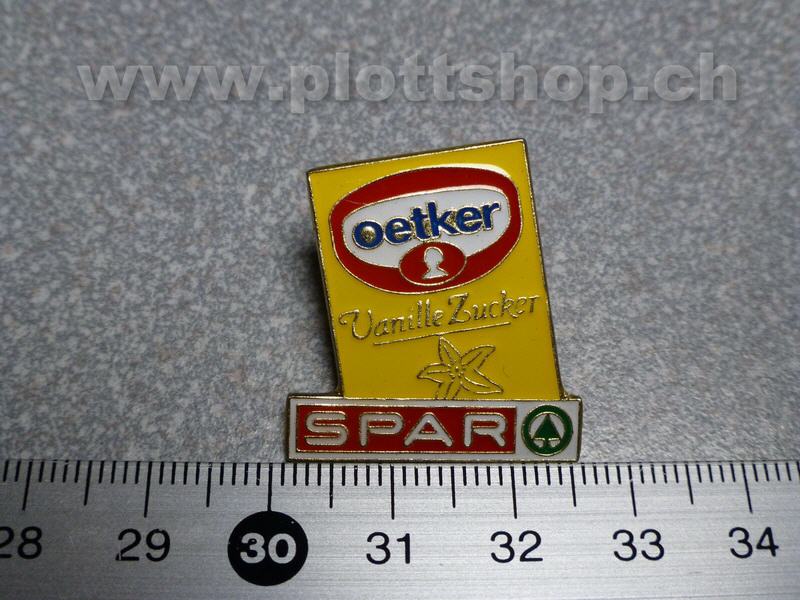 www.plottshop.ch
oetker
Vanille Zucker
SPAR
28 29 30 31 32 33 34